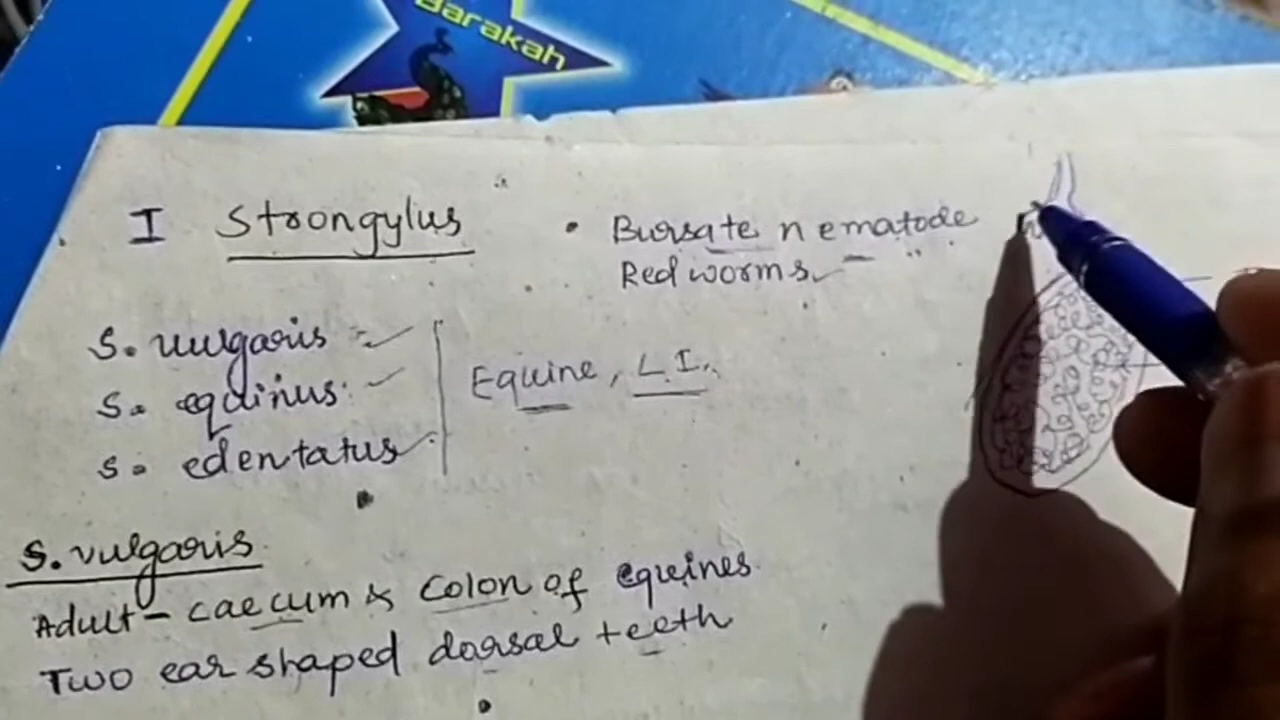 Barakah
I Strongylus
• Bursate nematode
Red worms
S. vulgaris
S. equinus
S. edentatus
Equine, L.I.
S. vulgaris
Adult - caecum & colon of equines
Two ear shaped dorsal teeth